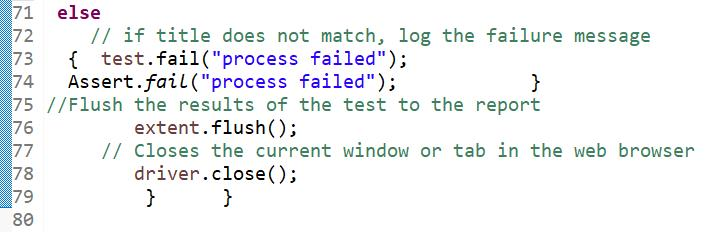 71 else
72 // if title does not match, log the failure message
73 { test.fail("process failed");
74 Assert.fail("process failed"); }
75 //Flush the results of the test to the report
76 extent.flush();
77 // Closes the current window or tab in the web browser
78 driver.close();
79 } }
80